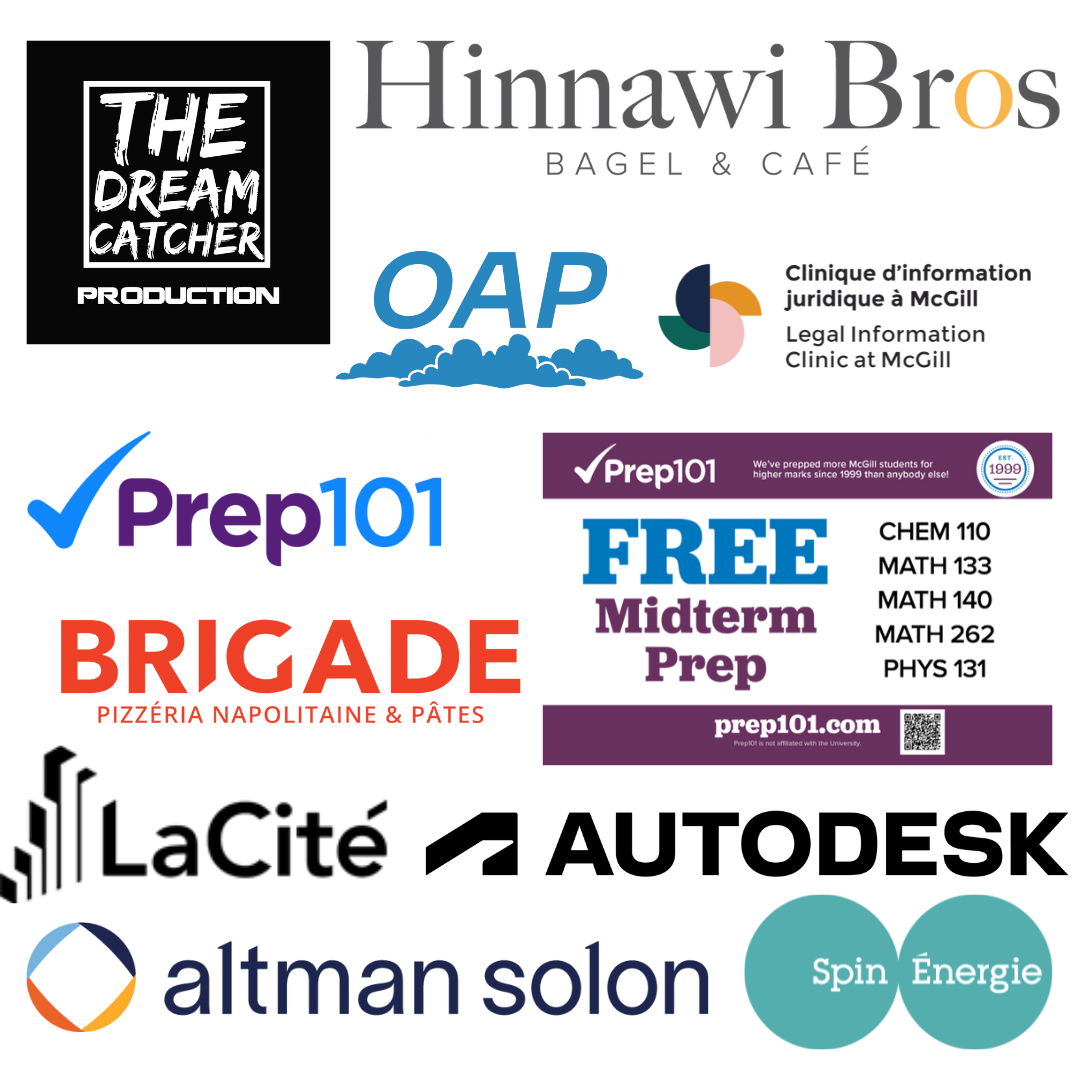 THE
DREAM
CATCHER
PRODUCTION
Hinnawi Bros
BAGEL & CAFÉ
OAP
Clinique d'information
juridique à McGill
Legal Information
Clinic at McGill
Prep101
Prep101
We've prepped more McGill students for
higher marks since 1999 than anybody else!
EST.
1999
FREE
Midterm
Prep
CHEM 110
MATH 133
MATH 140
MATH 262
PHYS 131
prep101.com
Prep101 is not affiliated with the University.
BRIGADE
PIZZÉRIA NAPOLITAINE & PÂTES
LaCité
AUTODESK
altman solon
Spin Énergie